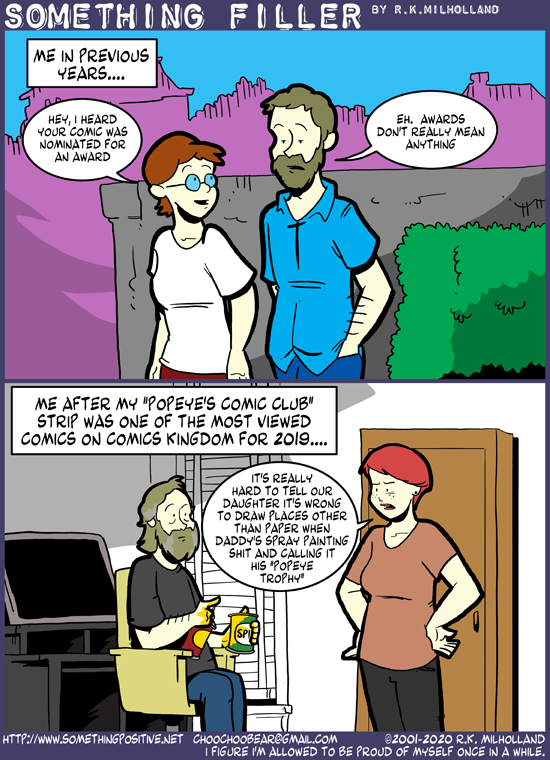 SOMETHING FILLER BY R.K.MILHOLLAND
ME IN PREVIOUS
YEARS....
HEY, I HEARD
YOUR COMIC WAS
NOMINATED FOR
AN AWARD
EH. AWARDS
DON'T REALLY MEAN
ANYTHING
ME AFTER MY "POPEYE'S COMIC CLUB"
STRIP WAS ONE OF THE MOST VIEWED
COMICS ON COMICS KINGDOM FOR 2019....
IT'S REALLY
HARD TO TELL OUR
DAUGHTER IT'S WRONG
TO DRAW PLACES OTHER
THAN PAPER WHEN
DADDY'S SPRAY PAINTING
SHIT AND CALLING IT
HIS "POPEYE
TROPHY"
SPI
HTTP://WWW.SOMETHINGPOSITIVE.NET CHOOCHOOBEAR@GMAIL.COM ©2001-2020 R.K. MILHOLLAND
I FIGURE I'M ALLOWED TO BE PROUD OF MYSELF ONCE IN A WHILE.